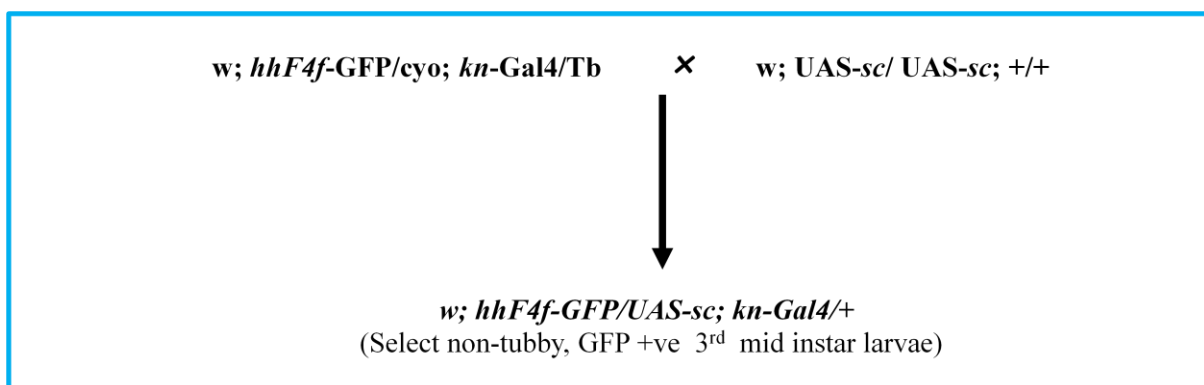 w; hhF4f-GFP/cyo; kn-Gal4/Tb × w; UAS-sc/ UAS-sc; +/+
w; hhF4f-GFP/UAS-sc; kn-Gal4/+
(Select non-tubby, GFP +ve 3rd mid instar larvae)